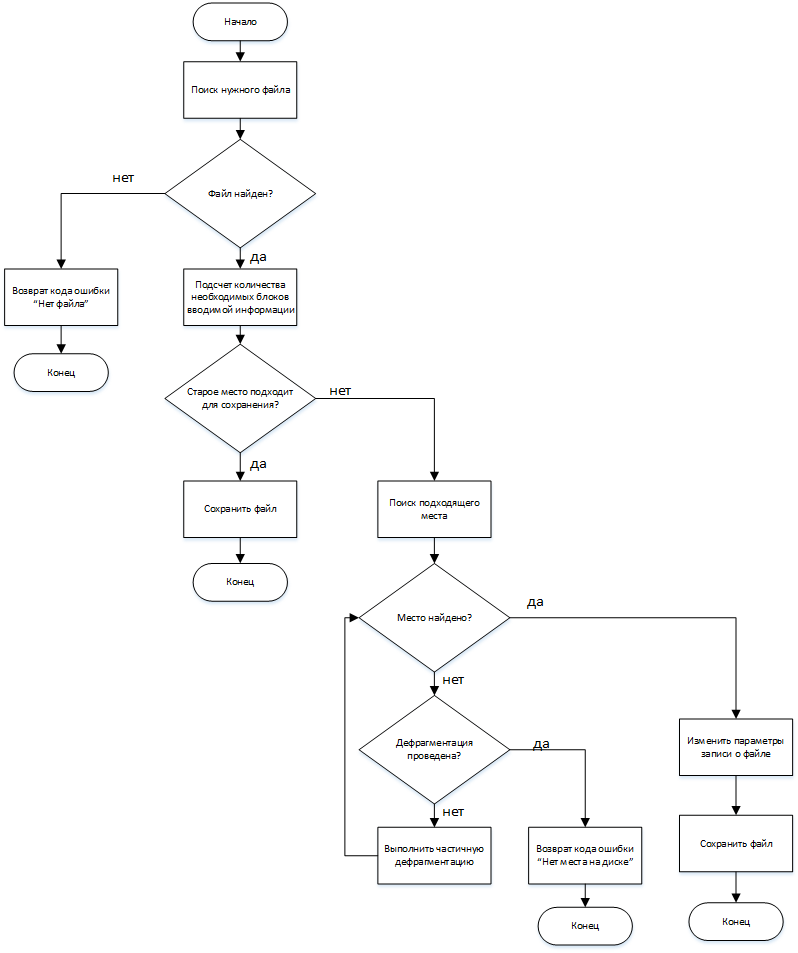 Начало
Поиск нужного файла
Файл найден?
нет
да
Возврат кода ошибки
“Нет файла”
Конец
Подсчет количества
необходимых блоков
вводимой информации
Старое место подходит
для сохранения?
нет
да
Сохранить файл
Конец
Поиск подходящего
места
Место найдено?
да
нет
Дефрагментация
проведена?
да
нет
Изменить параметры
записи о файле
Выполнить частичную
дефрагментацию
Возврат кода ошибки
“Нет места на диске”
Сохранить файл
Конец
Конец